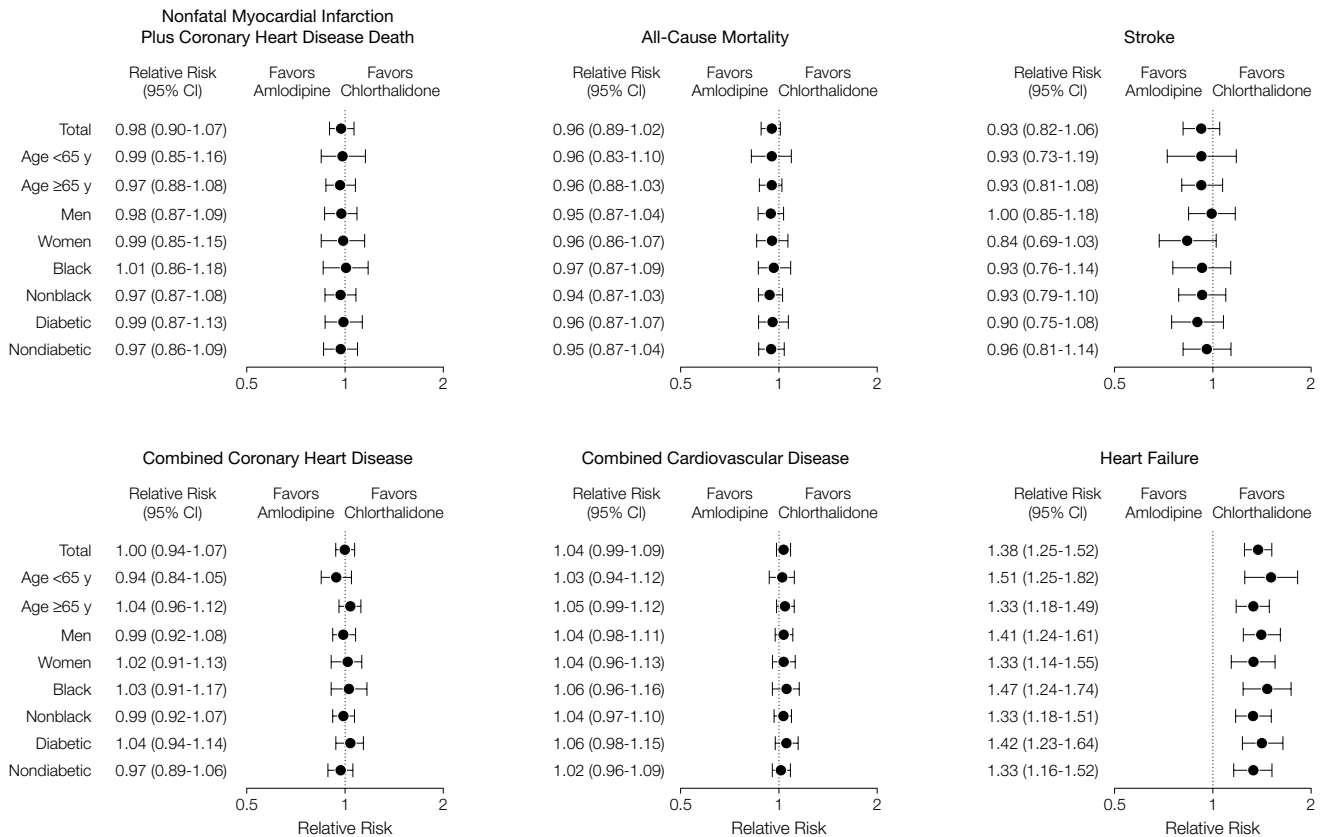 Nonfatal Myocardial Infarction
Plus Coronary Heart Disease Death
Relative Risk
(95% CI)
Favors
Amlodipine
Favors
Chlorthalidone
Total 0.98 (0.90-1.07)
Age <65 y 0.99 (0.85-1.16)
Age ≥65 y 0.97 (0.88-1.08)
Men 0.98 (0.87-1.09)
Women 0.99 (0.85-1.15)
Black 1.01 (0.86-1.18)
Nonblack 0.97 (0.87-1.08)
Diabetic 0.99 (0.87-1.13)
Nondiabetic 0.97 (0.86-1.09)
0.5 1 2
All-Cause Mortality
Relative Risk
(95% CI)
Favors
Amlodipine
Favors
Chlorthalidone
0.96 (0.89-1.02)
0.96 (0.83-1.10)
0.96 (0.88-1.03)
0.95 (0.87-1.04)
0.96 (0.86-1.07)
0.97 (0.87-1.09)
0.94 (0.87-1.03)
0.96 (0.87-1.07)
0.95 (0.87-1.04)
0.5 1 2
Stroke
Relative Risk
(95% CI)
Favors
Amlodipine
Favors
Chlorthalidone
0.93 (0.82-1.06)
0.93 (0.73-1.19)
0.93 (0.81-1.08)
1.00 (0.85-1.18)
0.84 (0.69-1.03)
0.93 (0.76-1.14)
0.93 (0.79-1.10)
0.90 (0.75-1.08)
0.96 (0.81-1.14)
0.5 1 2
Combined Coronary Heart Disease
Relative Risk
(95% CI)
Favors
Amlodipine
Favors
Chlorthalidone
Total 1.00 (0.94-1.07)
Age <65 y 0.94 (0.84-1.05)
Age ≥65 y 1.04 (0.96-1.12)
Men 0.99 (0.92-1.08)
Women 1.02 (0.91-1.13)
Black 1.03 (0.91-1.17)
Nonblack 0.99 (0.92-1.07)
Diabetic 1.04 (0.94-1.14)
Nondiabetic 0.97 (0.89-1.06)
0.5 1 2
Relative Risk
Combined Cardiovascular Disease
Relative Risk
(95% CI)
Favors
Amlodipine
Favors
Chlorthalidone
1.04 (0.99-1.09)
1.03 (0.94-1.12)
1.05 (0.99-1.12)
1.04 (0.98-1.11)
1.04 (0.96-1.13)
1.06 (0.96-1.16)
1.04 (0.97-1.10)
1.06 (0.98-1.15)
1.02 (0.96-1.09)
0.5 1 2
Relative Risk
Heart Failure
Relative Risk
(95% CI)
Favors
Amlodipine
Favors
Chlorthalidone
1.38 (1.25-1.52)
1.51 (1.25-1.82)
1.33 (1.18-1.49)
1.41 (1.24-1.61)
1.33 (1.14-1.55)
1.47 (1.24-1.74)
1.33 (1.18-1.51)
1.42 (1.23-1.64)
1.33 (1.16-1.52)
0.5 1 2
Relative Risk